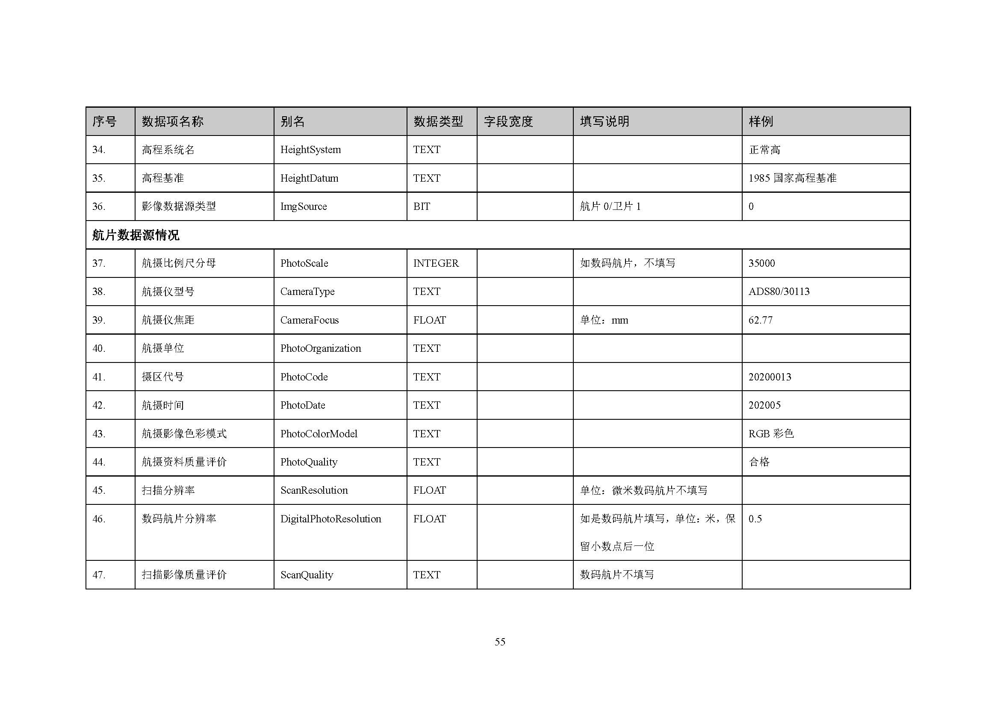 序号 数据项名称 别名 数据类型 字段宽度 填写说明 样例
34. 高程系统名 HeightSystem TEXT 正常高
35. 高程基准 HeightDatum TEXT 1985 国家高程基准
36. 影像数据源类型 ImgSource BIT 航片 0/卫片 1 0
航片数据源情况
37. 航摄比例尺分母 PhotoScale INTEGER 如数码航片，不填写 35000
38. 航摄仪型号 CameraType TEXT ADS80/30113
39. 航摄仪焦距 CameraFocus FLOAT 单位：mm 62.77
40. 航摄单位 PhotoOrganization TEXT
41. 摄区代号 PhotoCode TEXT 20200013
42. 航摄时间 PhotoDate TEXT 202005
43. 航摄影像色彩模式 PhotoColorModel TEXT RGB 彩色
44. 航摄资料质量评价 PhotoQuality TEXT 合格
45. 扫描分辨率 ScanResolution FLOAT 单位：微米数码航片不填写
46. 数码航片分辨率 DigitalPhotoResolution FLOAT 如是数码航片填写，单位：米，保 0.5
留小数点后一位
47. 扫描影像质量评价 ScanQuality TEXT 数码航片不填写
55